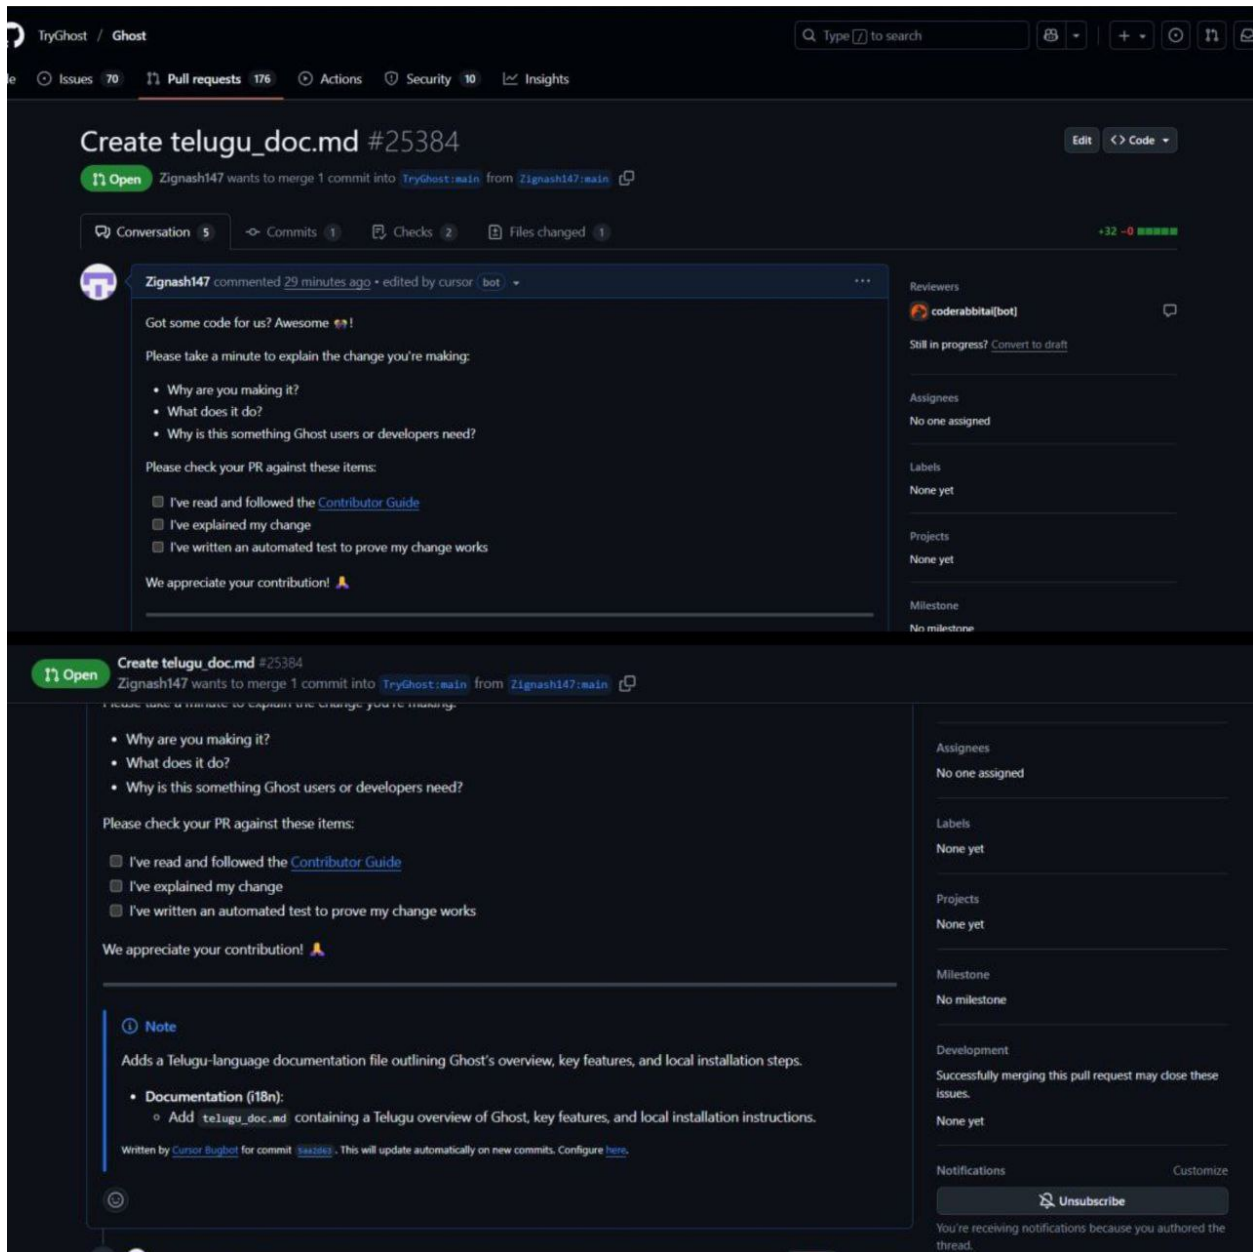 TryGhost / Ghost
Type / to search
Issues 70 Pull requests 176 Actions Security 10 Insights
Create telugu_doc.md #25384
Edit <> Code
Open Zignash147 wants to merge 1 commit into TryGhost:main from Zignash147:main
Conversation 5 Commits 1 Checks 2 Files changed 1
+32 −0
Zignash147 commented 29 minutes ago • edited by cursor bot
Got some code for us? Awesome 🎊!
Please take a minute to explain the change you're making:
• Why are you making it?
• What does it do?
• Why is this something Ghost users or developers need?
Please check your PR against these items:
I've read and followed the Contributor Guide
I've explained my change
I've written an automated test to prove my change works
We appreciate your contribution! 🙏
Reviewers
coderabbitai[bot]
Still in progress? Convert to draft
Assignees
No one assigned
Labels
None yet
Projects
None yet
Milestone
No milestone
Open
Create telugu_doc.md #25384
Zignash147 wants to merge 1 commit into TryGhost:main from Zignash147:main
Please take a minute to explain the change you're making:
• Why are you making it?
• What does it do?
• Why is this something Ghost users or developers need?
Please check your PR against these items:
I've read and followed the Contributor Guide
I've explained my change
I've written an automated test to prove my change works
We appreciate your contribution! 🙏
Note
Adds a Telugu-language documentation file outlining Ghost's overview, key features, and local installation steps.
• Documentation (i18n):
◦ Add telugu_doc.md containing a Telugu overview of Ghost, key features, and local installation instructions.
Written by Cursor Bugbot for commit. This will update automatically on new commits. Configure here.
Assignees
No one assigned
Labels
None yet
Projects
None yet
Milestone
No milestone
Development
Successfully merging this pull request may close these
issues.
None yet
Notifications Customize
Unsubscribe
You're receiving notifications because you authored the
thread.